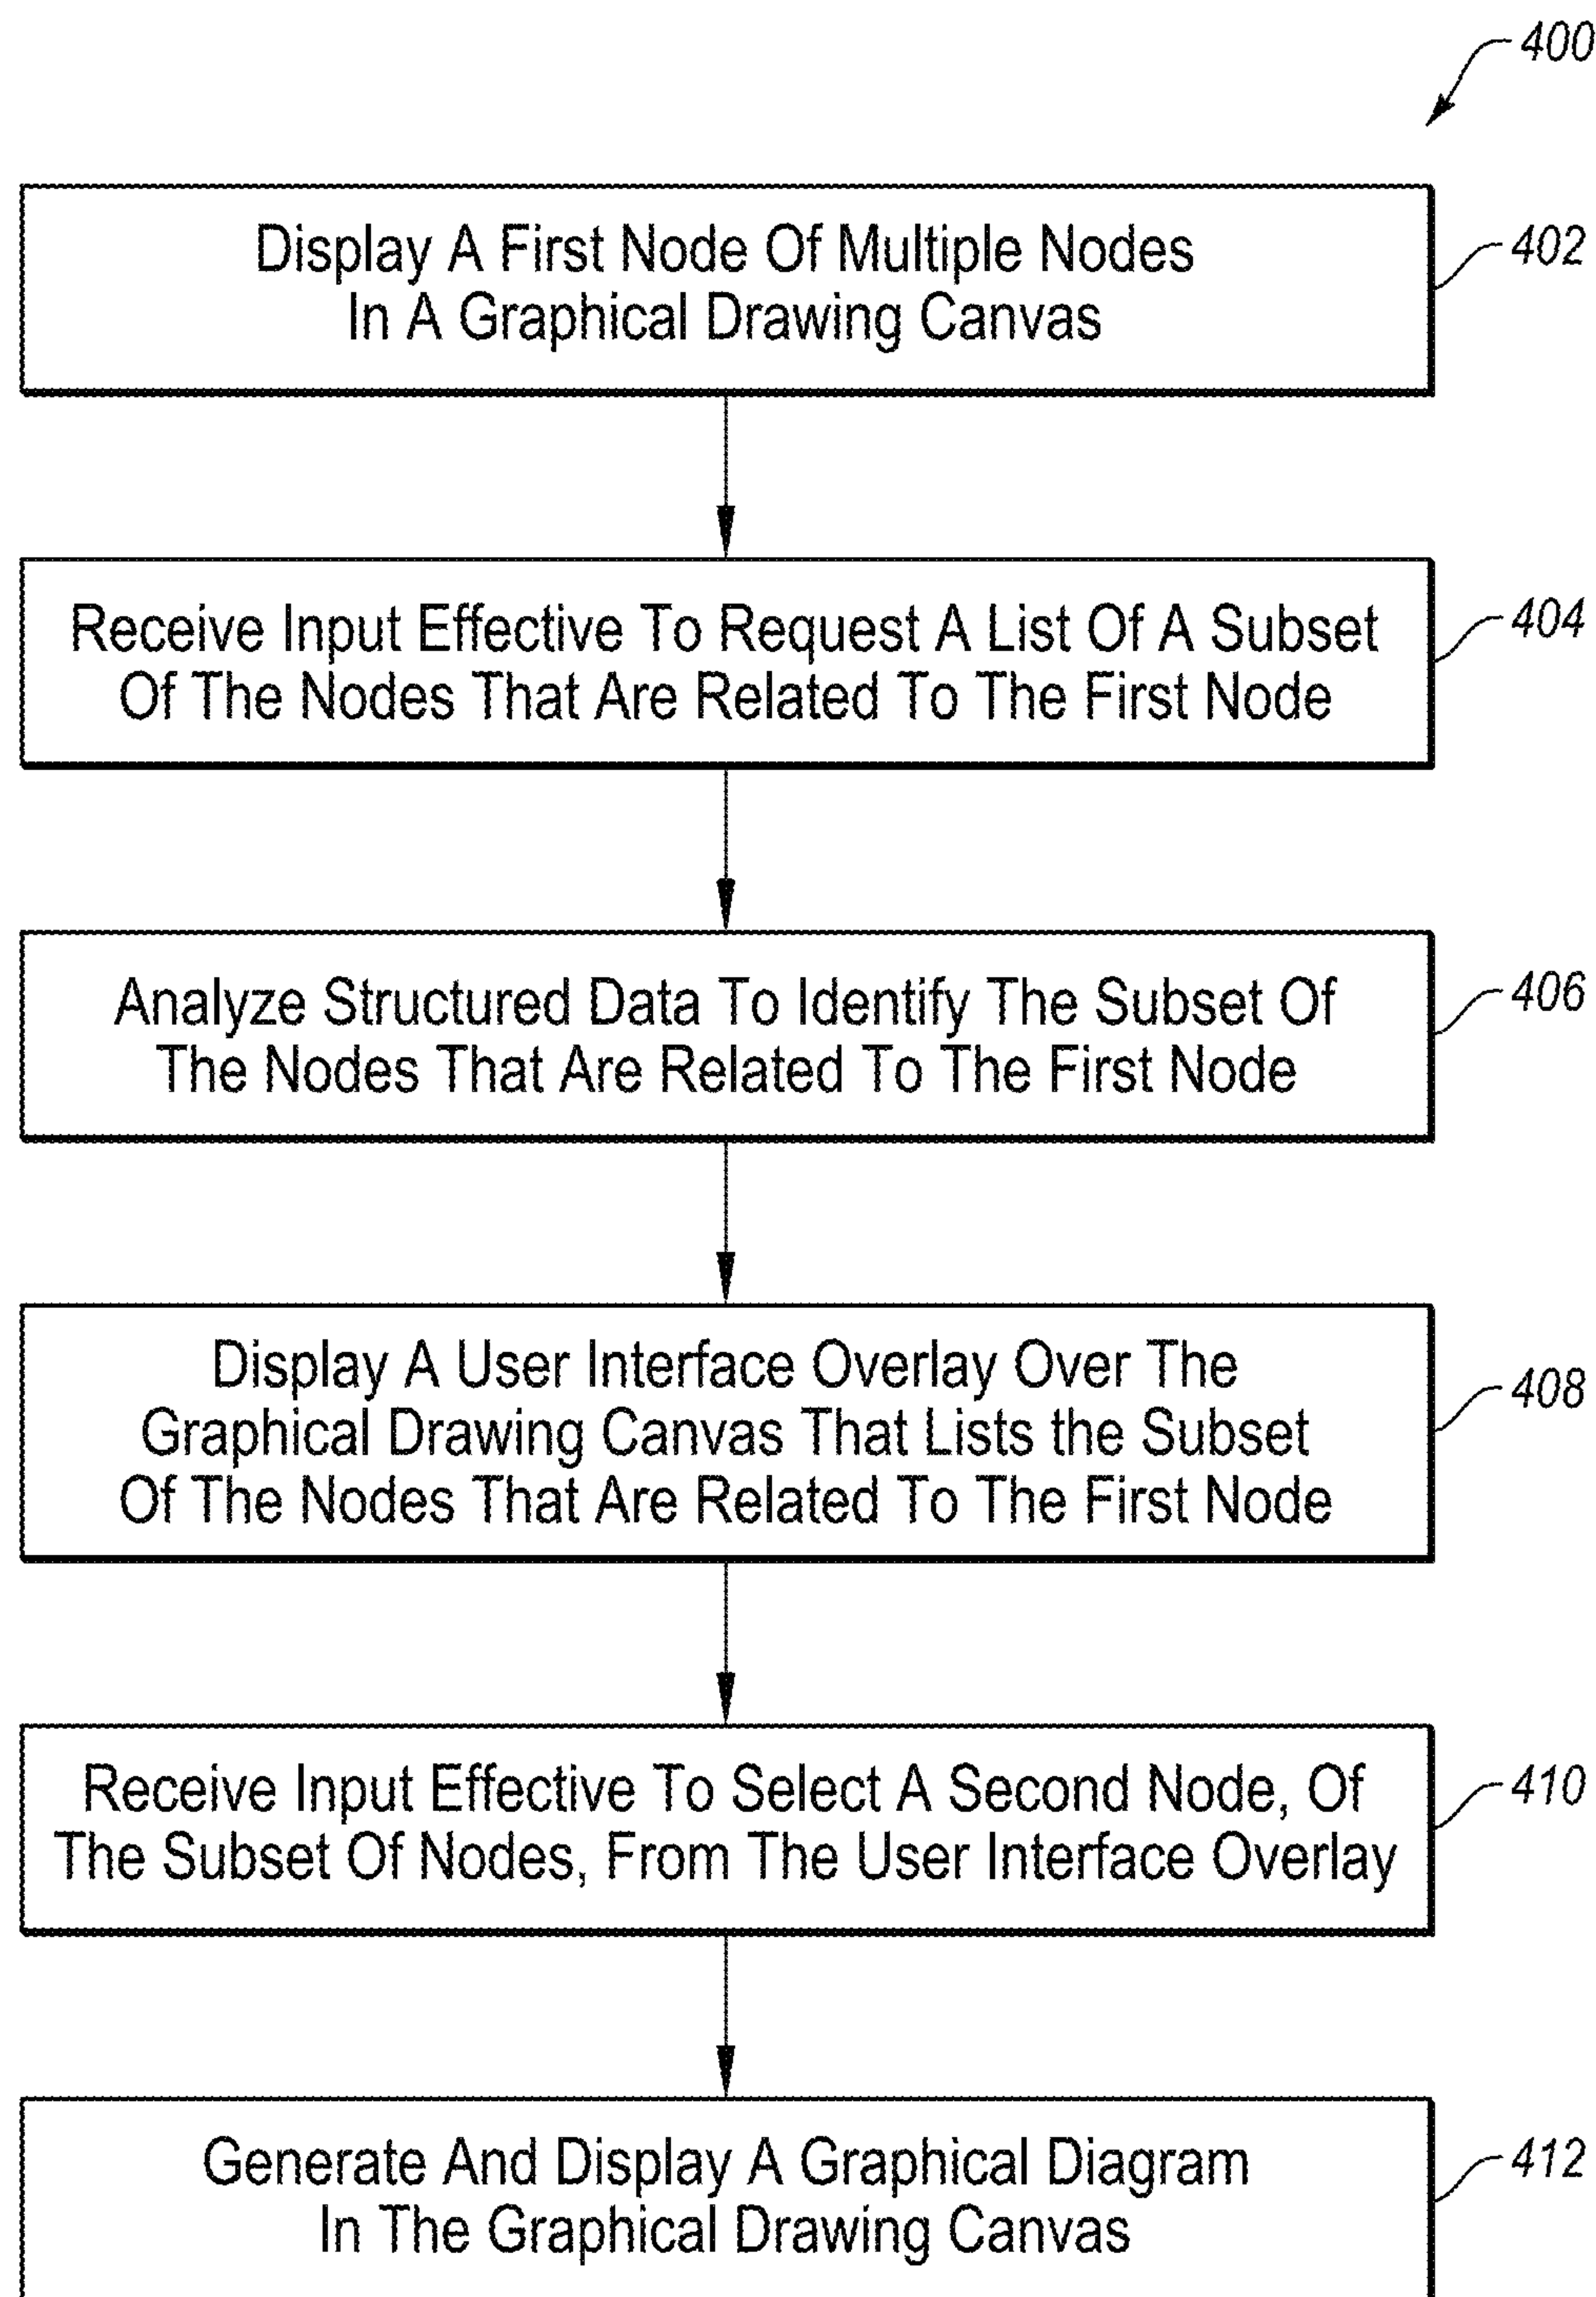 400
Display A First Node Of Multiple Nodes
In A Graphical Drawing Canvas
402
Receive Input Effective To Request A List Of A Subset
Of The Nodes That Are Related To The First Node
404
Analyze Structured Data To Identify The Subset Of
The Nodes That Are Related To The First Node
406
Display A User Interface Overlay Over The
Graphical Drawing Canvas That Lists the Subset
Of The Nodes That Are Related To The First Node
408
Receive Input Effective To Select A Second Node, Of
The Subset Of Nodes, From The User Interface Overlay
410
Generate And Display A Graphical Diagram
In The Graphical Drawing Canvas
412